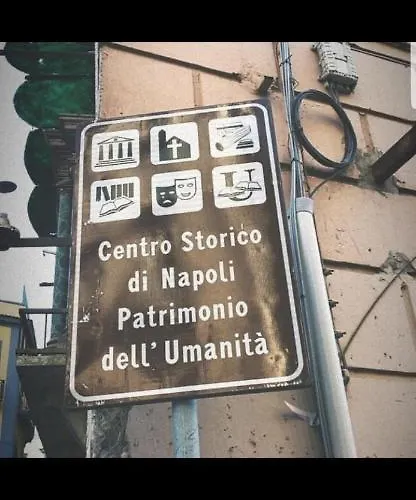 Centro Storico
di Napoli
Patrimonio
dell'Umanità